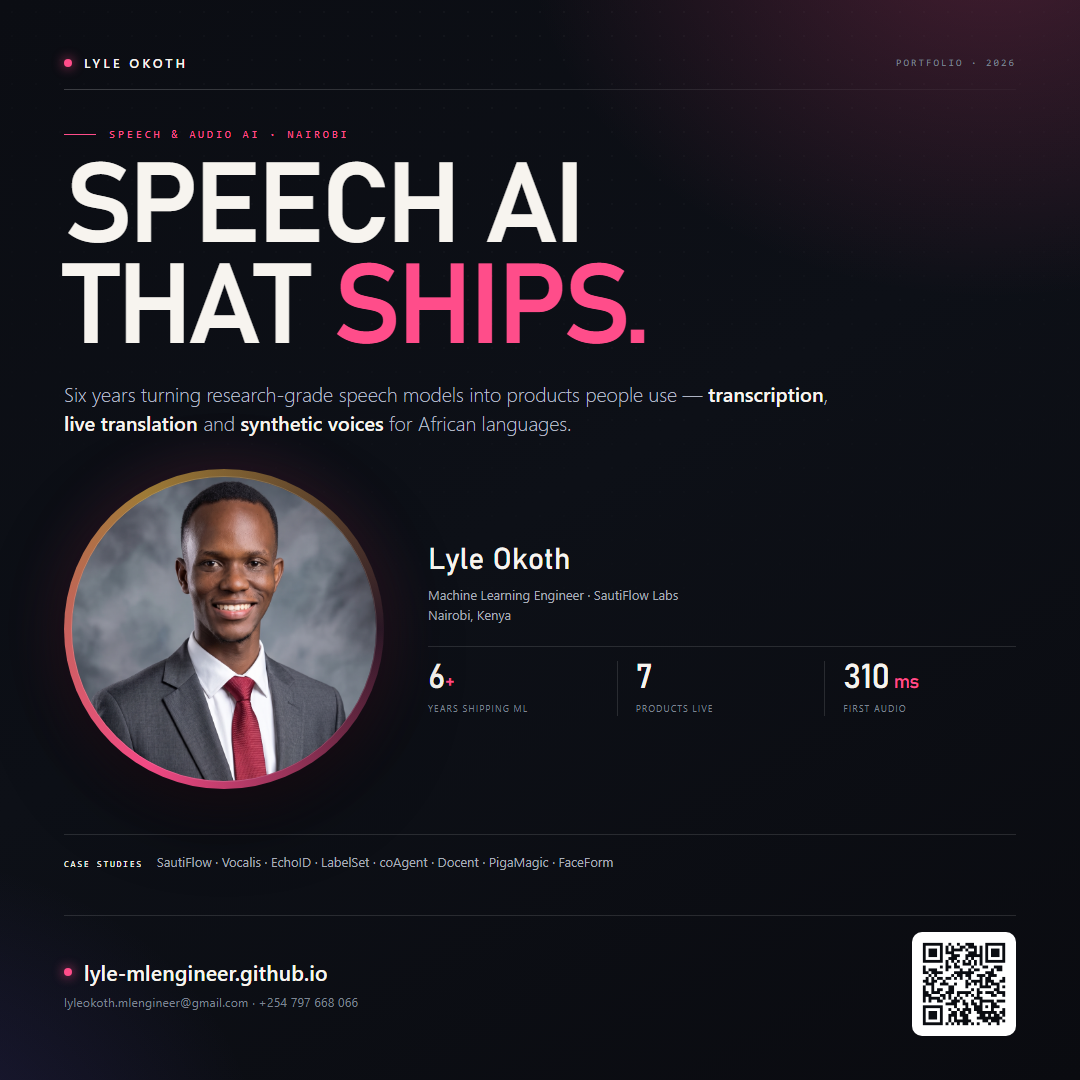 LYLE OKOTH
PORTFOLIO · 2026
SPEECH & AUDIO AI · NAIROBI
SPEECH AI
THAT SHIPS.
Six years turning research-grade speech models into products people use — transcription,
live translation and synthetic voices for African languages.
Lyle Okoth
Machine Learning Engineer · SautiFlow Labs
Nairobi, Kenya
6+
YEARS SHIPPING ML
7
PRODUCTS LIVE
310 ms
FIRST AUDIO
CASE STUDIES SautiFlow · Vocalis · EchoID · LabelSet · coAgent · Docent · PigaMagic · FaceForm
lyle-mlengineer.github.io
lyleokoth.mlengineer@gmail.com · +254 797 668 066